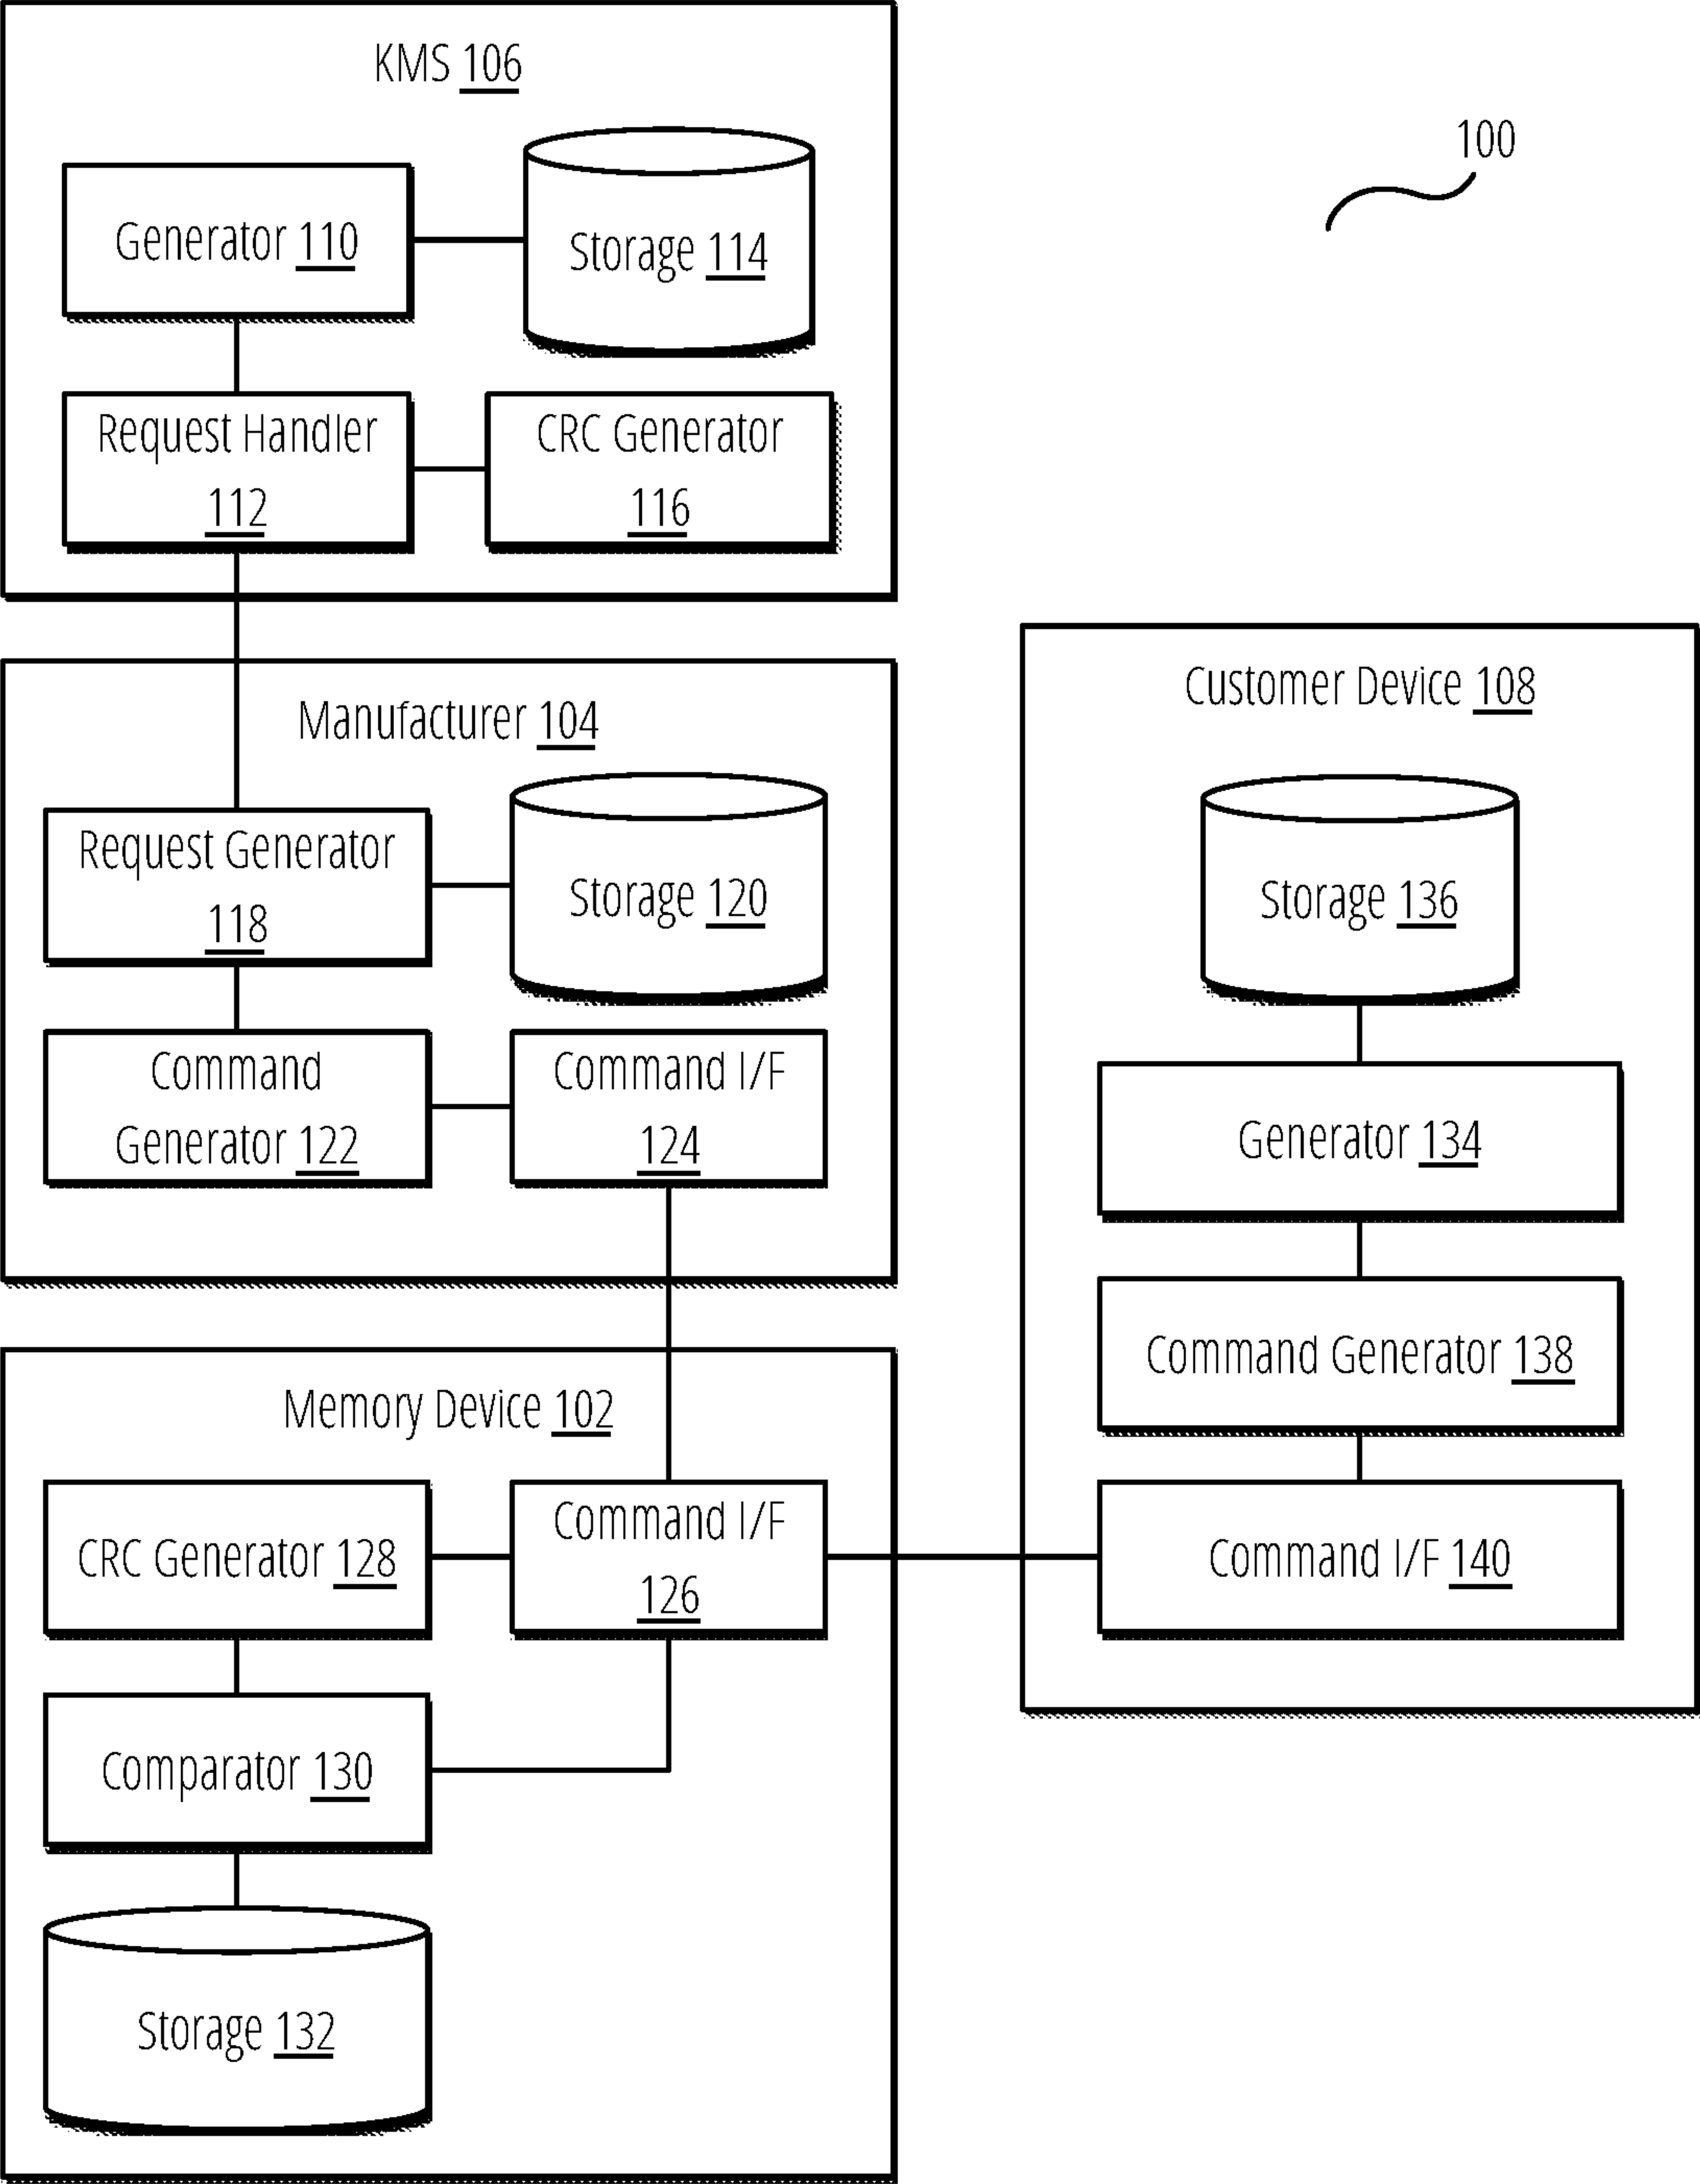 KMS 106
100
Generator 110
Storage 114
Request Handler
112
CRC Generator
116
Manufacturer 104
Request Generator
118
Storage 120
Command
Generator 122
Command I/F
124
Customer Device 108
Storage 136
Generator 134
Command Generator 138
Command I/F 140
Memory Device 102
CRC Generator 128
Command I/F
126
Comparator 130
Storage 132